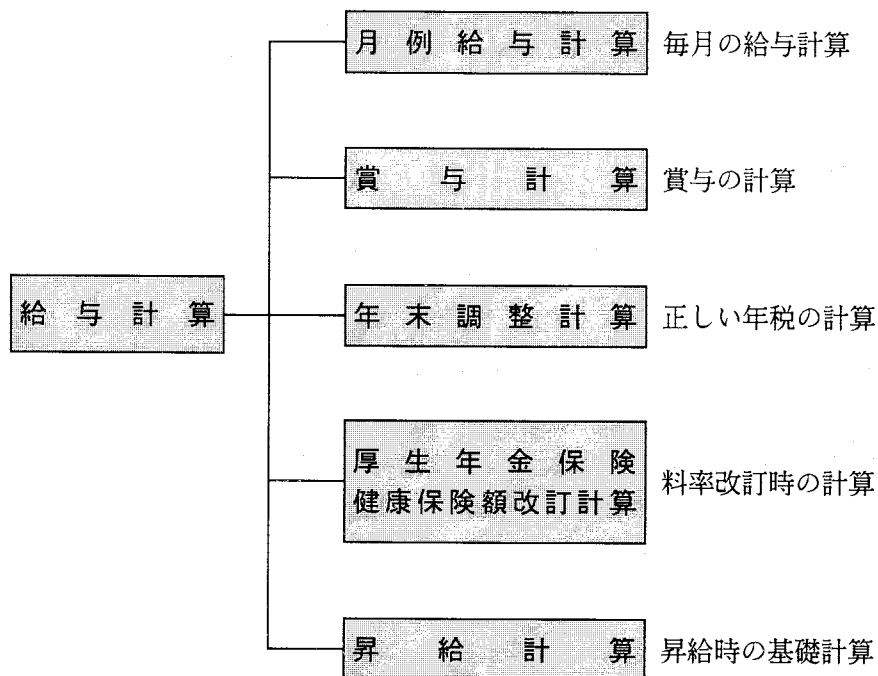 月例給与計算 毎月の給与計算
賞与計算 賞与の計算
給与計算
年末調整計算 正しい年税の計算
厚生年金保険
健康保険額改訂計算
料率改訂時の計算
昇給計算 昇給時の基礎計算